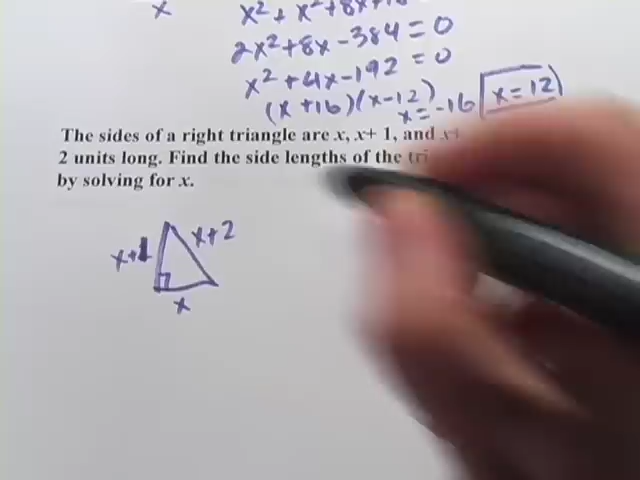 x
x² + x² + 8x + 16
2x² + 8x - 384 = 0
x² + 4x - 192 = 0
(x + 16)(x - 12)
x = -16 x = 12
The sides of a right triangle are x, x+ 1, and x+
2 units long. Find the side lengths of the
by solving for x.
x+1
x+2
x